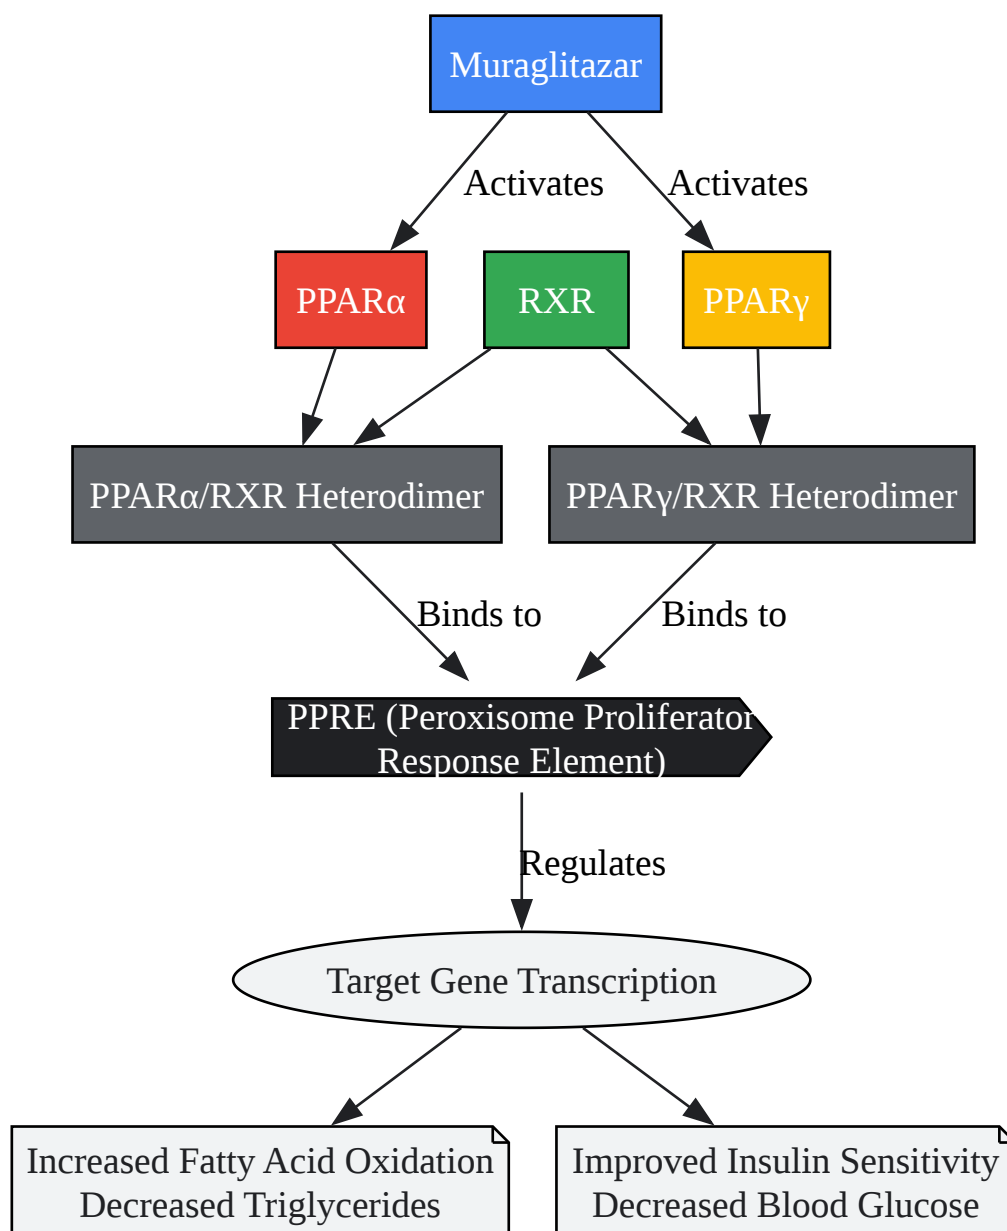 Muraglitazar
Activates
Activates
PPARα
RXR
PPARγ
PPARα/RXR Heterodimer
PPARγ/RXR Heterodimer
Binds to
Binds to
PPRE (Peroxisome Proliferator
Response Element)
Regulates
Target Gene Transcription
Increased Fatty Acid Oxidation
Decreased Triglycerides
Improved Insulin Sensitivity
Decreased Blood Glucose